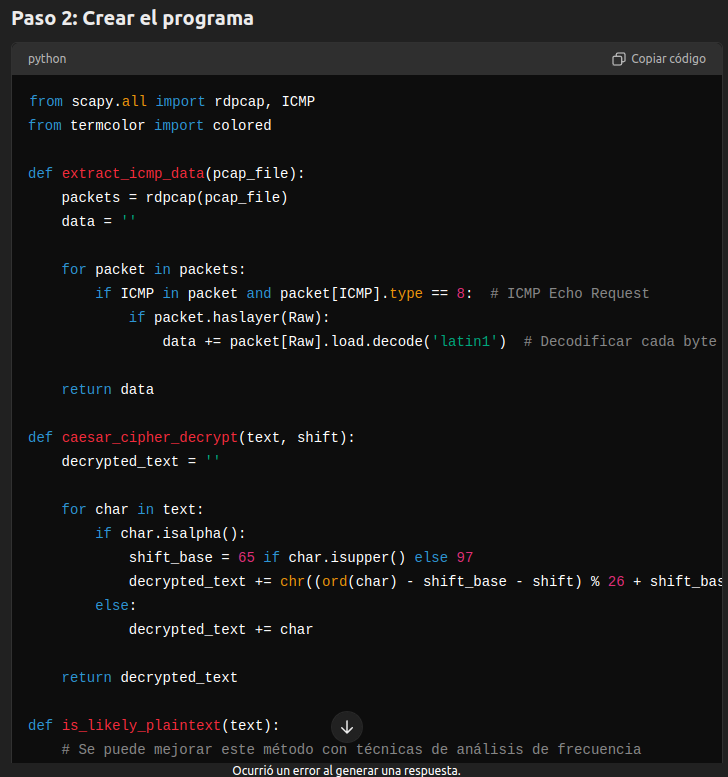 Paso 2: Crear el programa
python
Copiar código
from scapy.all import rdpcap, ICMP
from termcolor import colored
def extract_icmp_data(pcap_file):
    packets = rdpcap(pcap_file)
    data = ''
    for packet in packets:
        if ICMP in packet and packet[ICMP].type == 8:  # ICMP Echo Request
            if packet.haslayer(Raw):
                data += packet[Raw].load.decode('latin1')  # Decodificar cada byte
    return data
def caesar_cipher_decrypt(text, shift):
    decrypted_text = ''
    for char in text:
        if char.isalpha():
            shift_base = 65 if char.isupper() else 97
            decrypted_text += chr((ord(char) - shift_base - shift) % 26 + shift_bas
        else:
            decrypted_text += char
    return decrypted_text
def is_likely_plaintext(text):
    # Se puede mejorar este método con técnicas de análisis de frecuencia
Ocurrió un error al generar una respuesta.